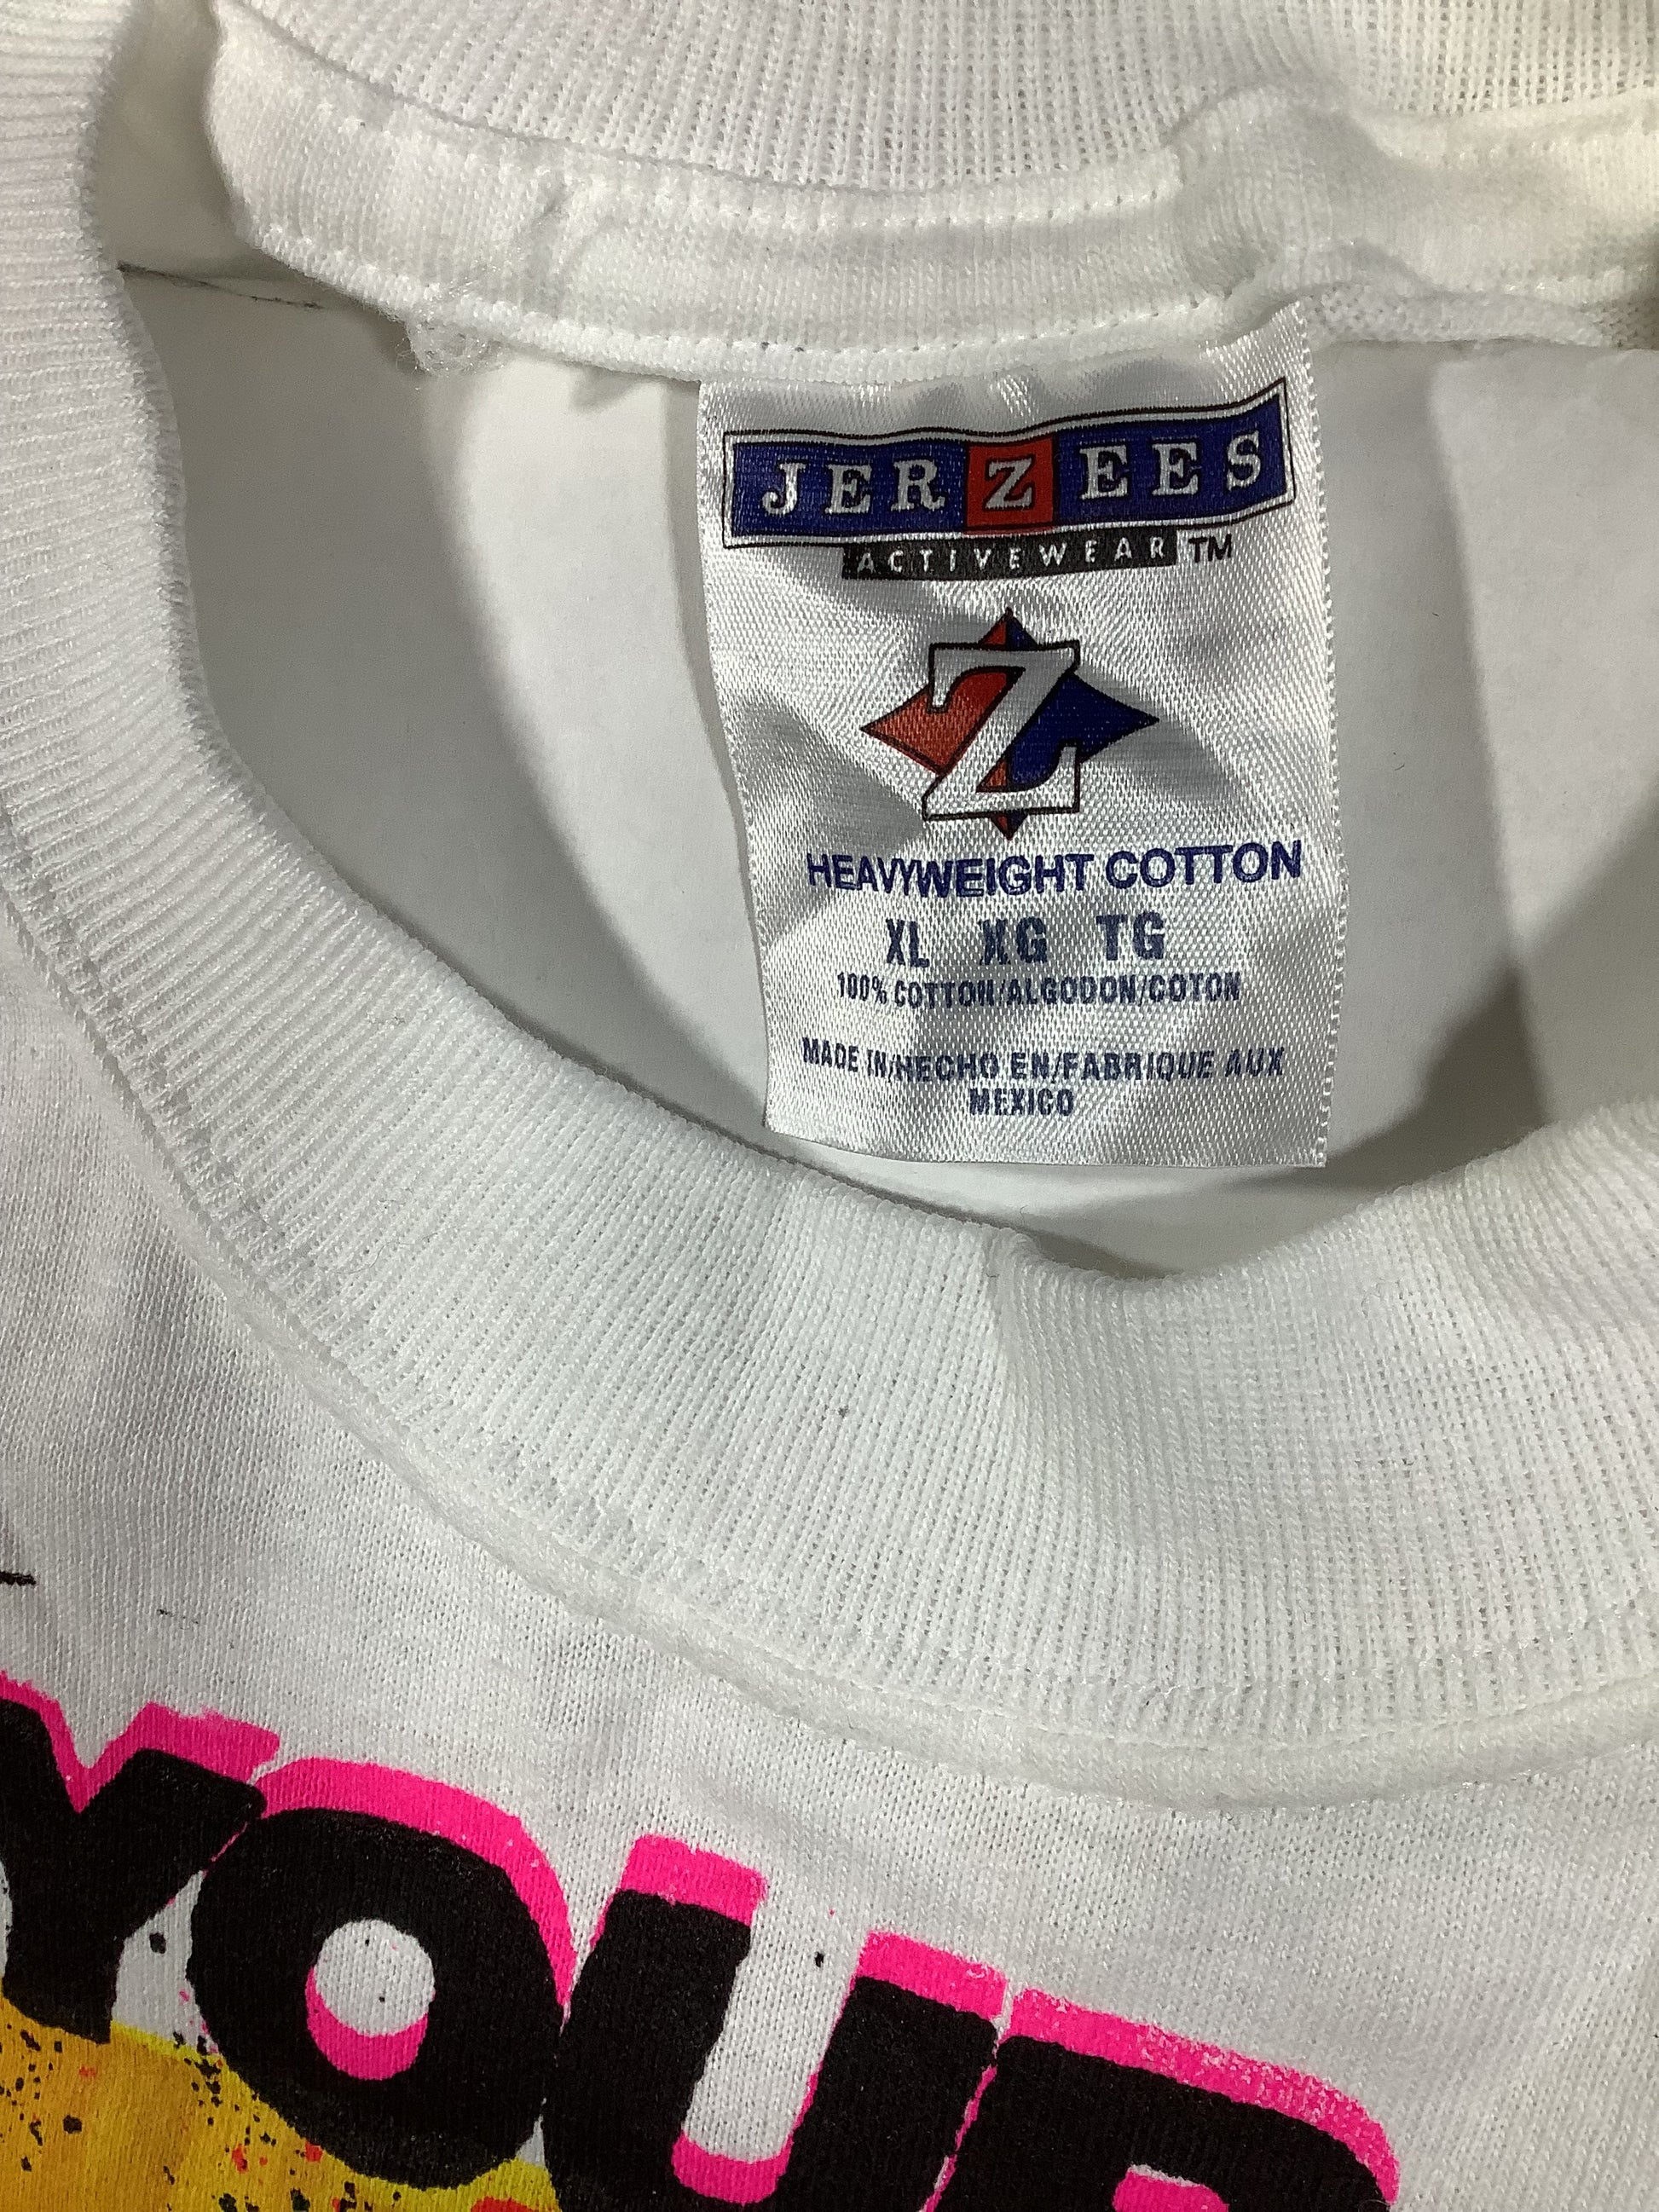 JERZEES
ACTIVEWEAR TM
Z
HEAVYWEIGHT COTTON
XL XG TG
100% COTTON/ALGODON/COTON
MADE IN/HECHO EN/FABRIQUE AUX
MEXICO
YOUR